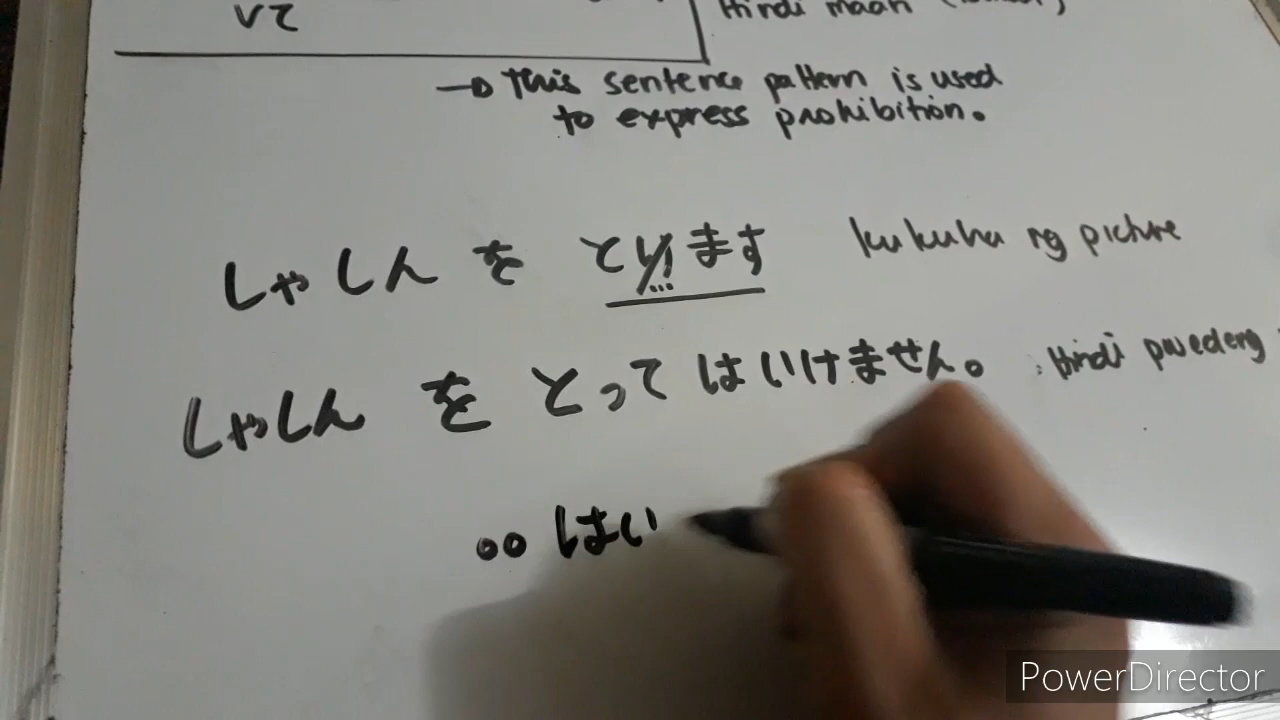 Vて
Hindi maari
→ This sentence pattern is used
to express prohibition.
しゃしん を とります kukuha ng picture
しゃしん を とって はいけません。 : Hindi pwedeng
oo はい
PowerDirector